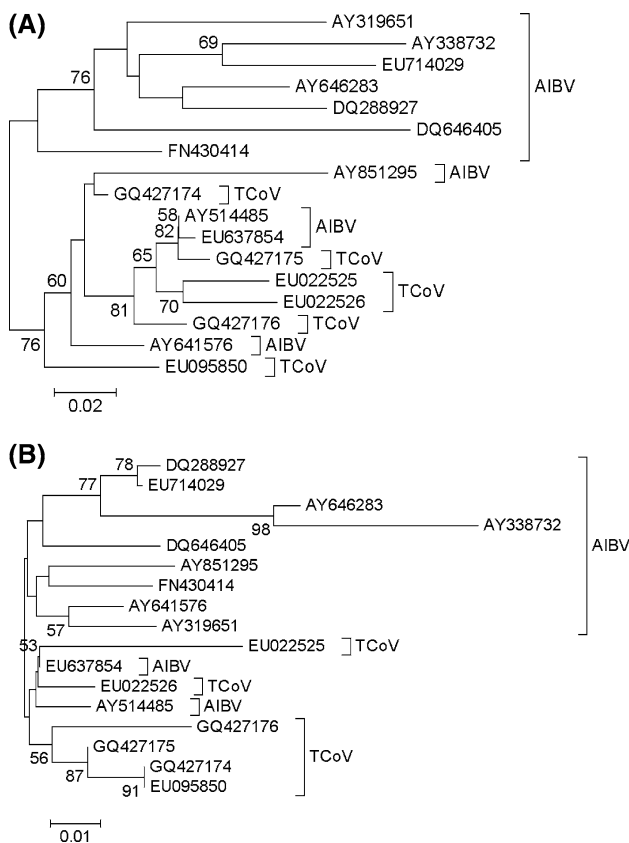 (A)
AY319651
69
AY338732
76
EU714029
AIBV
AY646283
DQ288927
DQ646405
FN430414
AY851295
AIBV
GQ427174
TCoV
58
AY514485
AIBV
82
EU637854
65
GQ427175
TCoV
60
EU022525
TCoV
70
EU022526
81
GQ427176
TCoV
76
AY641576
AIBV
EU095850
TCoV
0.02
(B)
78
DQ288927
77
EU714029
AY646283
98
AY338732
AIBV
DQ646405
AY851295
FN430414
AY641576
57
AY319651
53
EU022525
TCoV
EU637854
AIBV
EU022526
TCoV
AY514485
AIBV
GQ427176
56
GQ427175
TCoV
87
GQ427174
91
EU095850
0.01